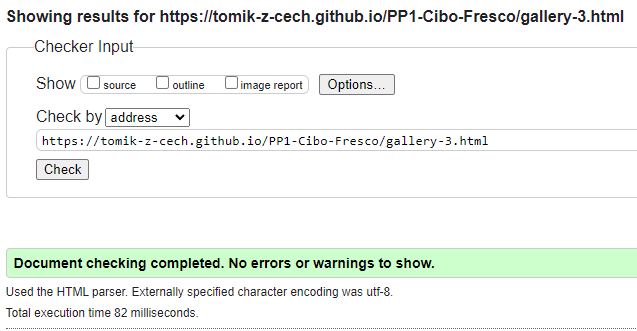 Showing results for https://tomik-z-cech.github.io/PP1-Cibo-Fresco/gallery-3.html
Checker Input
Show source outline image report Options...
Check by address
https://tomik-z-cech.github.io/PP1-Cibo-Fresco/gallery-3.html
Check
Document checking completed. No errors or warnings to show.
Used the HTML parser. Externally specified character encoding was utf-8.
Total execution time 82 milliseconds.